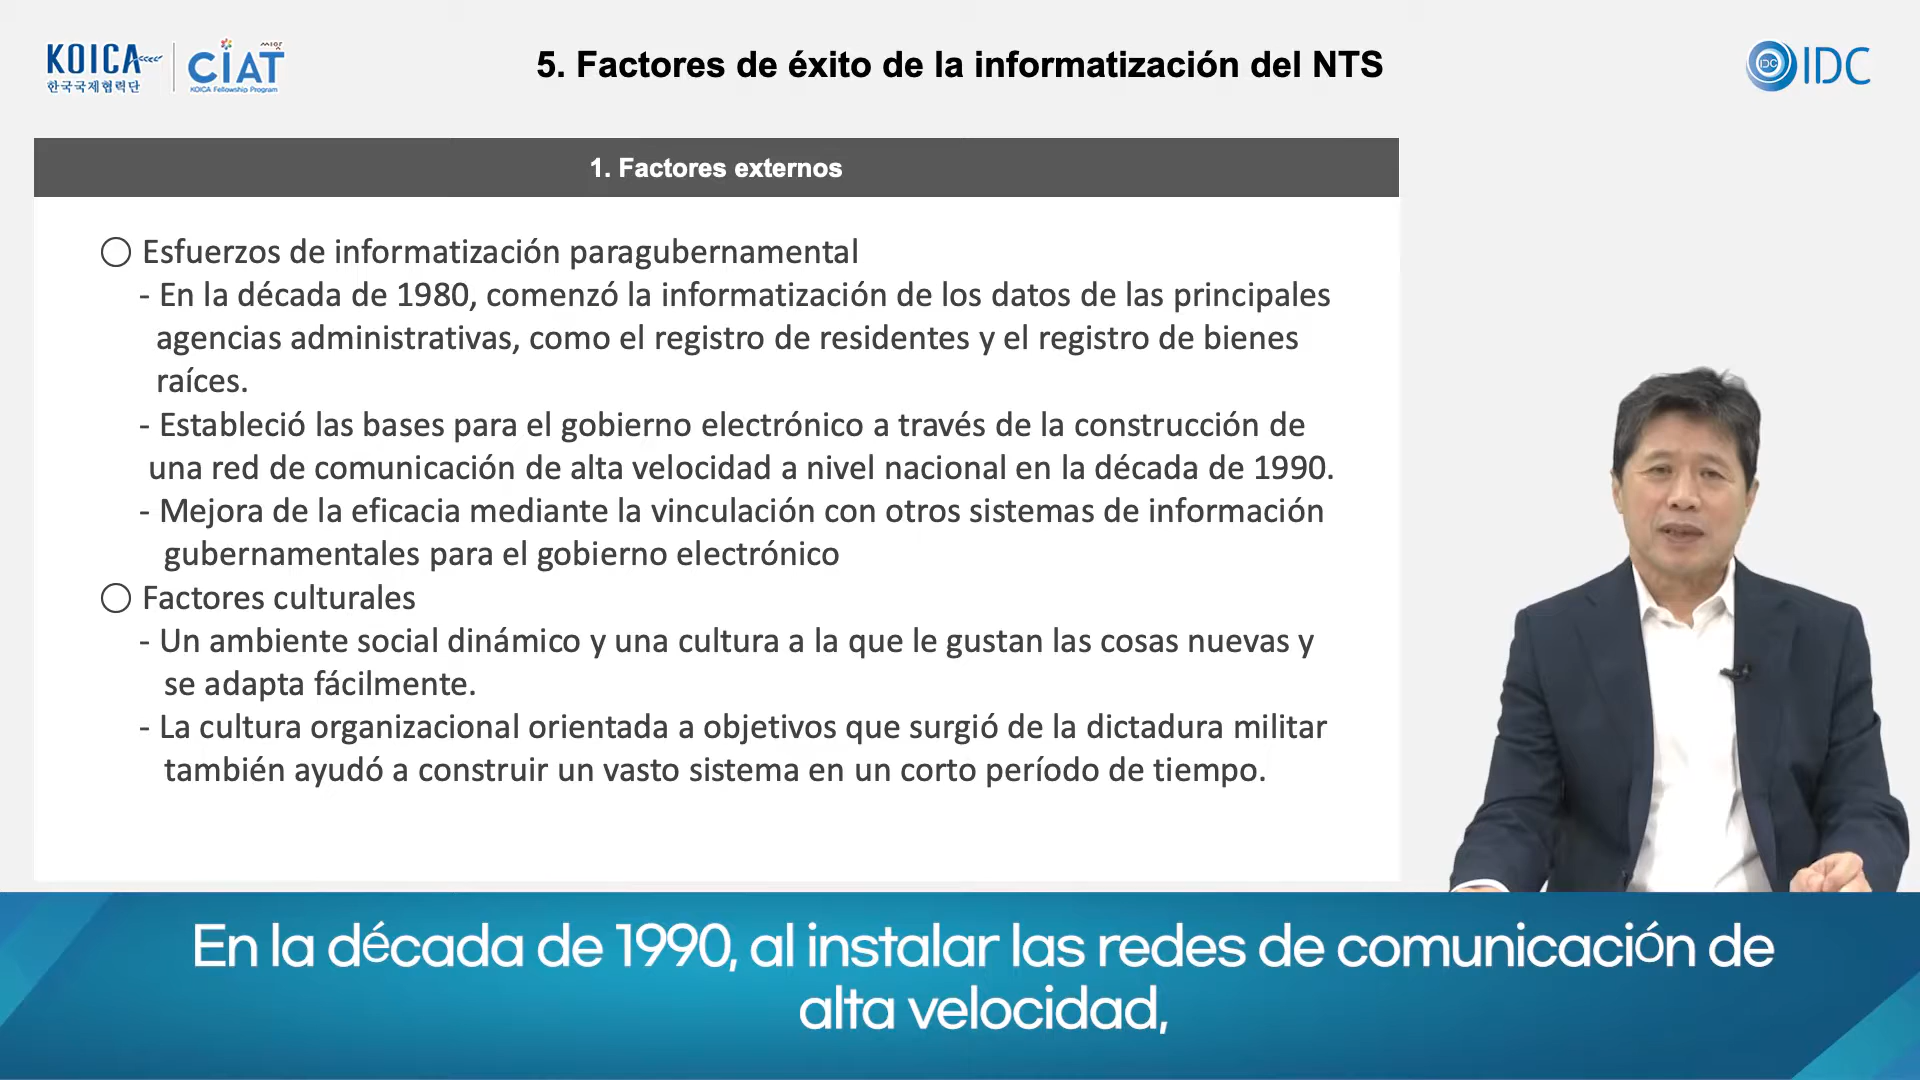 KOICA
한국국제협력단
CIAT
KOICA Fellowship Program
5. Factores de éxito de la informatización del NTS
IDC
IDC
1. Factores externos
○ Esfuerzos de informatización paragubernamental
- En la década de 1980, comenzó la informatización de los datos de las principales
agencias administrativas, como el registro de residentes y el registro de bienes
raíces.
- Estableció las bases para el gobierno electrónico a través de la construcción de
una red de comunicación de alta velocidad a nivel nacional en la década de 1990.
- Mejora de la eficacia mediante la vinculación con otros sistemas de información
gubernamentales para el gobierno electrónico
○ Factores culturales
- Un ambiente social dinámico y una cultura a la que le gustan las cosas nuevas y
se adapta fácilmente.
- La cultura organizacional orientada a objetivos que surgió de la dictadura militar
también ayudó a construir un vasto sistema en un corto período de tiempo.
En la década de 1990, al instalar las redes de comunicación de
alta velocidad,